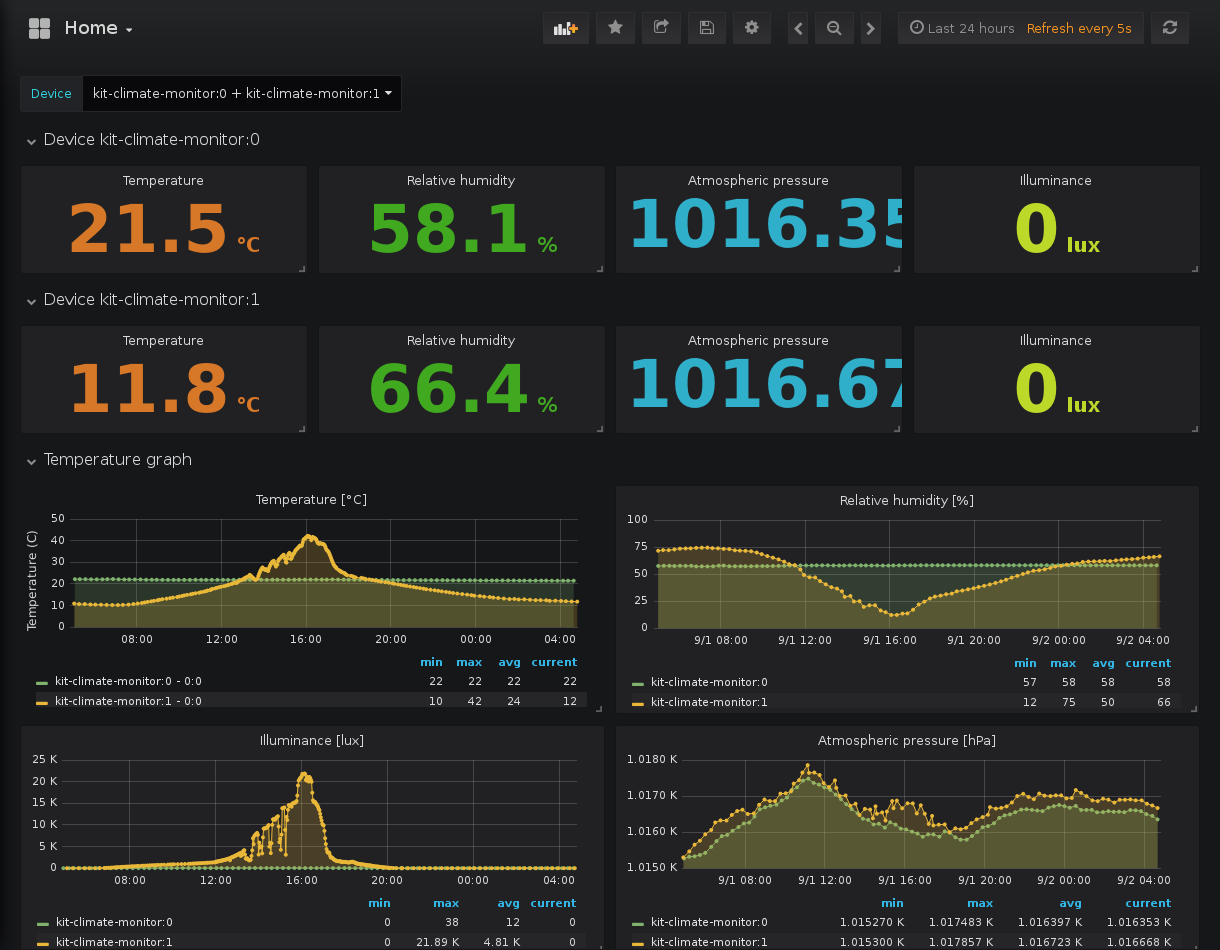 Home
Last 24 hours Refresh every 5s
Device kit-climate-monitor:0 + kit-climate-monitor:1
Device kit-climate-monitor:0
Temperature Relative humidity Atmospheric pressure Illuminance
21.5 °C 58.1 % 1016.35 0 lux
Device kit-climate-monitor:1
Temperature Relative humidity Atmospheric pressure Illuminance
11.8 °C 66.4 % 1016.67 0 lux
Temperature graph
Temperature [°C]
Temperature (C)
50
40
30
20
10
0
08:00 12:00 16:00 20:00 00:00 04:00
min max avg current
kit-climate-monitor:0 - 0:0 22 22 22 22
kit-climate-monitor:1 - 0:0 10 42 24 12
Relative humidity [%]
100
75
50
25
0
9/1 08:00 9/1 12:00 9/1 16:00 9/1 20:00 9/2 00:00 9/2 04:00
min max avg current
kit-climate-monitor:0 57 58 58 58
kit-climate-monitor:1 12 75 50 66
Illuminance [lux]
25 K
20 K
15 K
10 K
5 K
0
08:00 12:00 16:00 20:00 00:00 04:00
min max avg current
kit-climate-monitor:0 0 38 12 0
kit-climate-monitor:1 0 21.89 K 4.81 K 0
Atmospheric pressure [hPa]
1.0180 K
1.0170 K
1.0160 K
1.0150 K
9/1 08:00 9/1 12:00 9/1 16:00 9/1 20:00 9/2 00:00 9/2 04:00
min max avg current
kit-climate-monitor:0 1.015270 K 1.017483 K 1.016397 K 1.016353 K
kit-climate-monitor:1 1.015300 K 1.017857 K 1.016723 K 1.016668 K